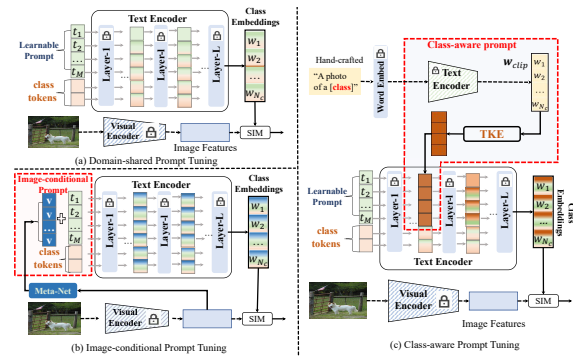 Text Encoder
Class
Embeddings
t1
t2
...
tM
Learnable
Prompt
class
tokens
Layer-1
Layer-l
Layer-L
w1
w2
...
wNc
Visual
Encoder
Image Features
SIM
(a) Domain-shared Prompt Tuning
Image-conditional
Prompt
Text Encoder
Class
Embeddings
v
v
...
v
t1
t2
...
tM
class
tokens
Layer-1
Layer-l
Layer-L
w1
w2
...
wNc
Meta-Net
Visual
Encoder
SIM
(b) Image-conditional Prompt Tuning
Class-aware prompt
Hand-crafted
"A photo
of a [class]"
Word Embed
Text
Encoder
wclip
w1
w2
...
wNc
TKE
Learnable
Prompt
class
tokens
t1
t2
...
tM
Layer-1
Layer-l
Layer-L
w1
w2
...
wNc
Class
Embeddings
Text Encoder
Visual
Encoder
SIM
Image Features
(c) Class-aware Prompt Tuning